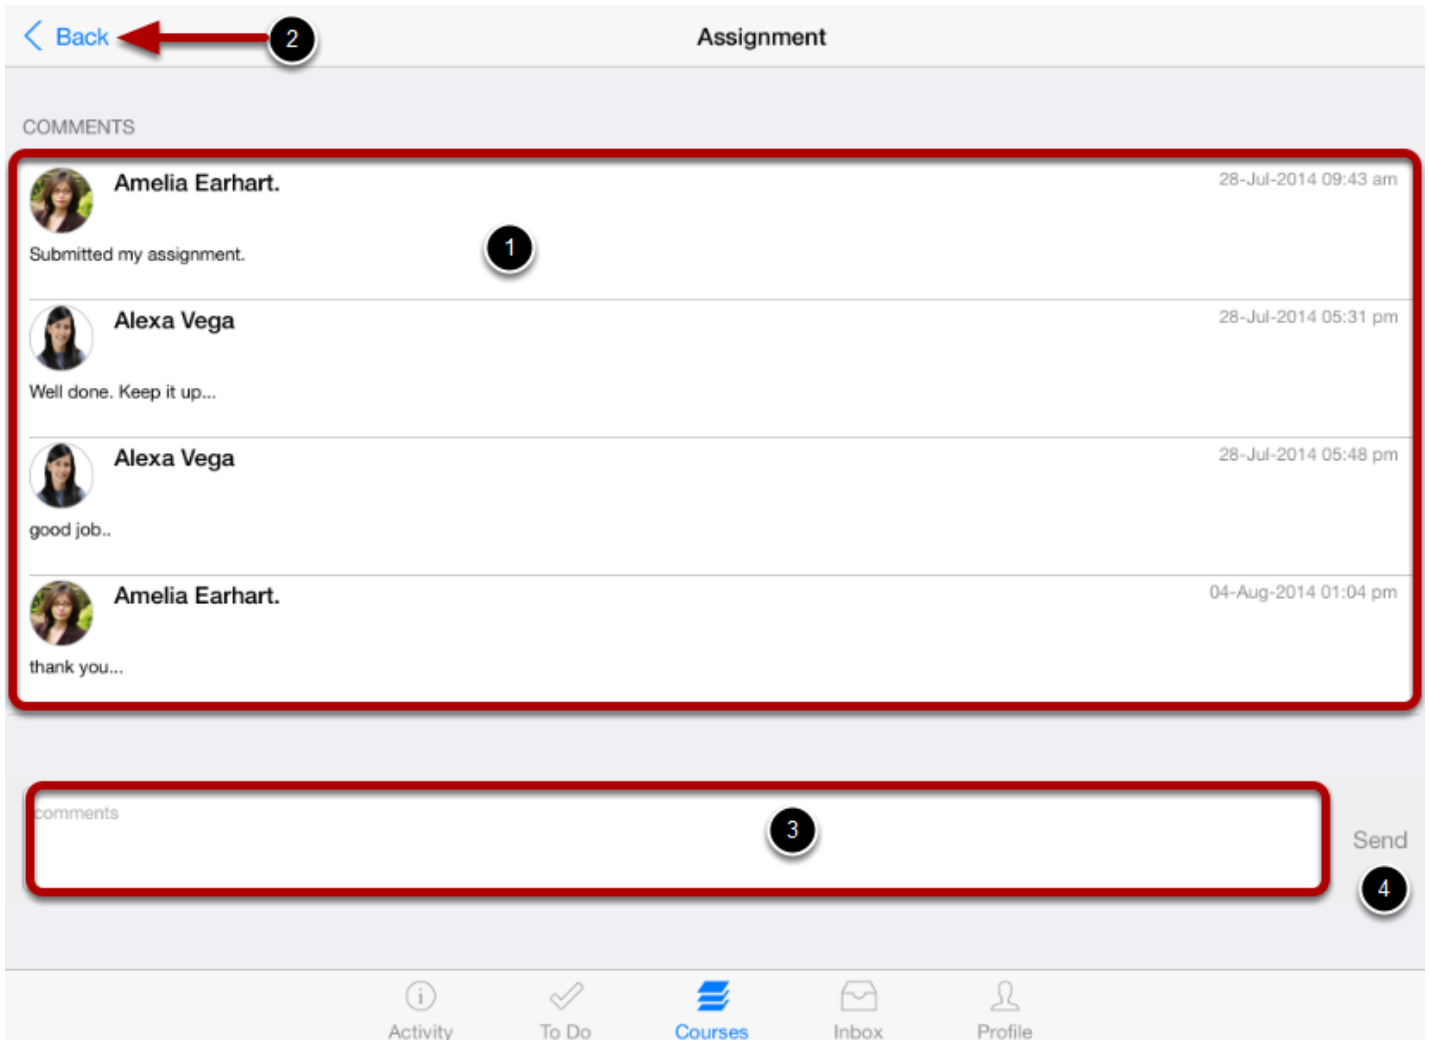 Back
2
Assignment
COMMENTS
Amelia Earhart.
28-Jul-2014 09:43 am
1
Submitted my assignment.
Alexa Vega
28-Jul-2014 05:31 pm
Well done. Keep it up...
Alexa Vega
28-Jul-2014 05:48 pm
good job..
Amelia Earhart.
04-Aug-2014 01:04 pm
thank you...
comments
3
Send
4
Activity
To Do
Courses
Inbox
Profile